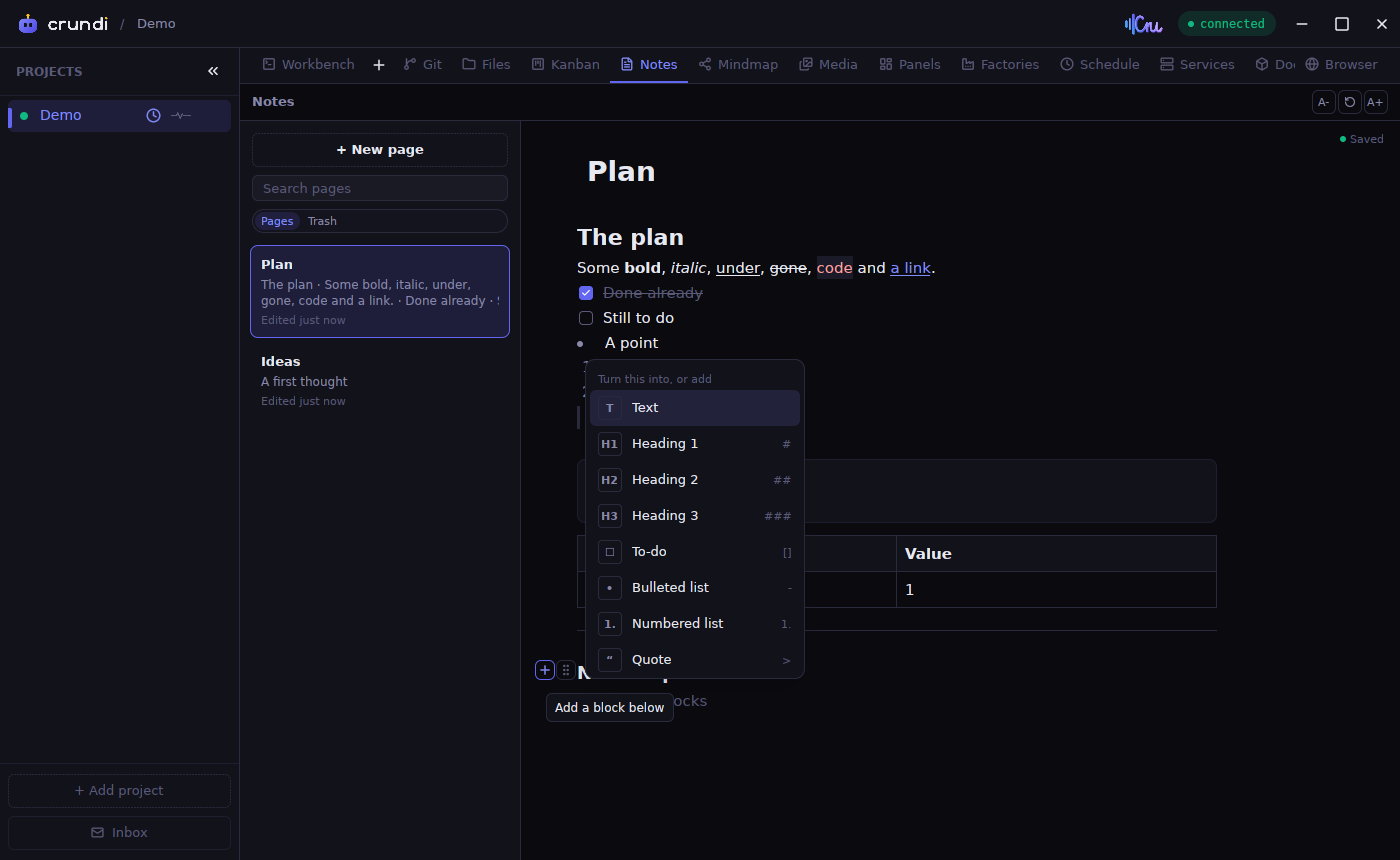 crundi / Demo
Cru
connected
PROJECTS
Workbench
Git
Files
Kanban
Notes
Mindmap
Media
Panels
Factories
Schedule
Services
Browser
Demo
Notes
A-
A+
+ New page
Search pages
Pages
Trash
Plan
The plan · Some bold, italic, under,
gone, code and a link. · Done already ·
Edited just now
Ideas
A first thought
Edited just now
Saved
Plan
The plan
Some bold, italic, under, gone, code and a link.
Done already
Still to do
A point
Turn this into, or add
T Text
H1 Heading 1 #
H2 Heading 2 ##
H3 Heading 3 ###
To-do []
• Bulleted list -
1. Numbered list 1.
“ Quote >
Value
1
Add a block below
+ Add project
Inbox